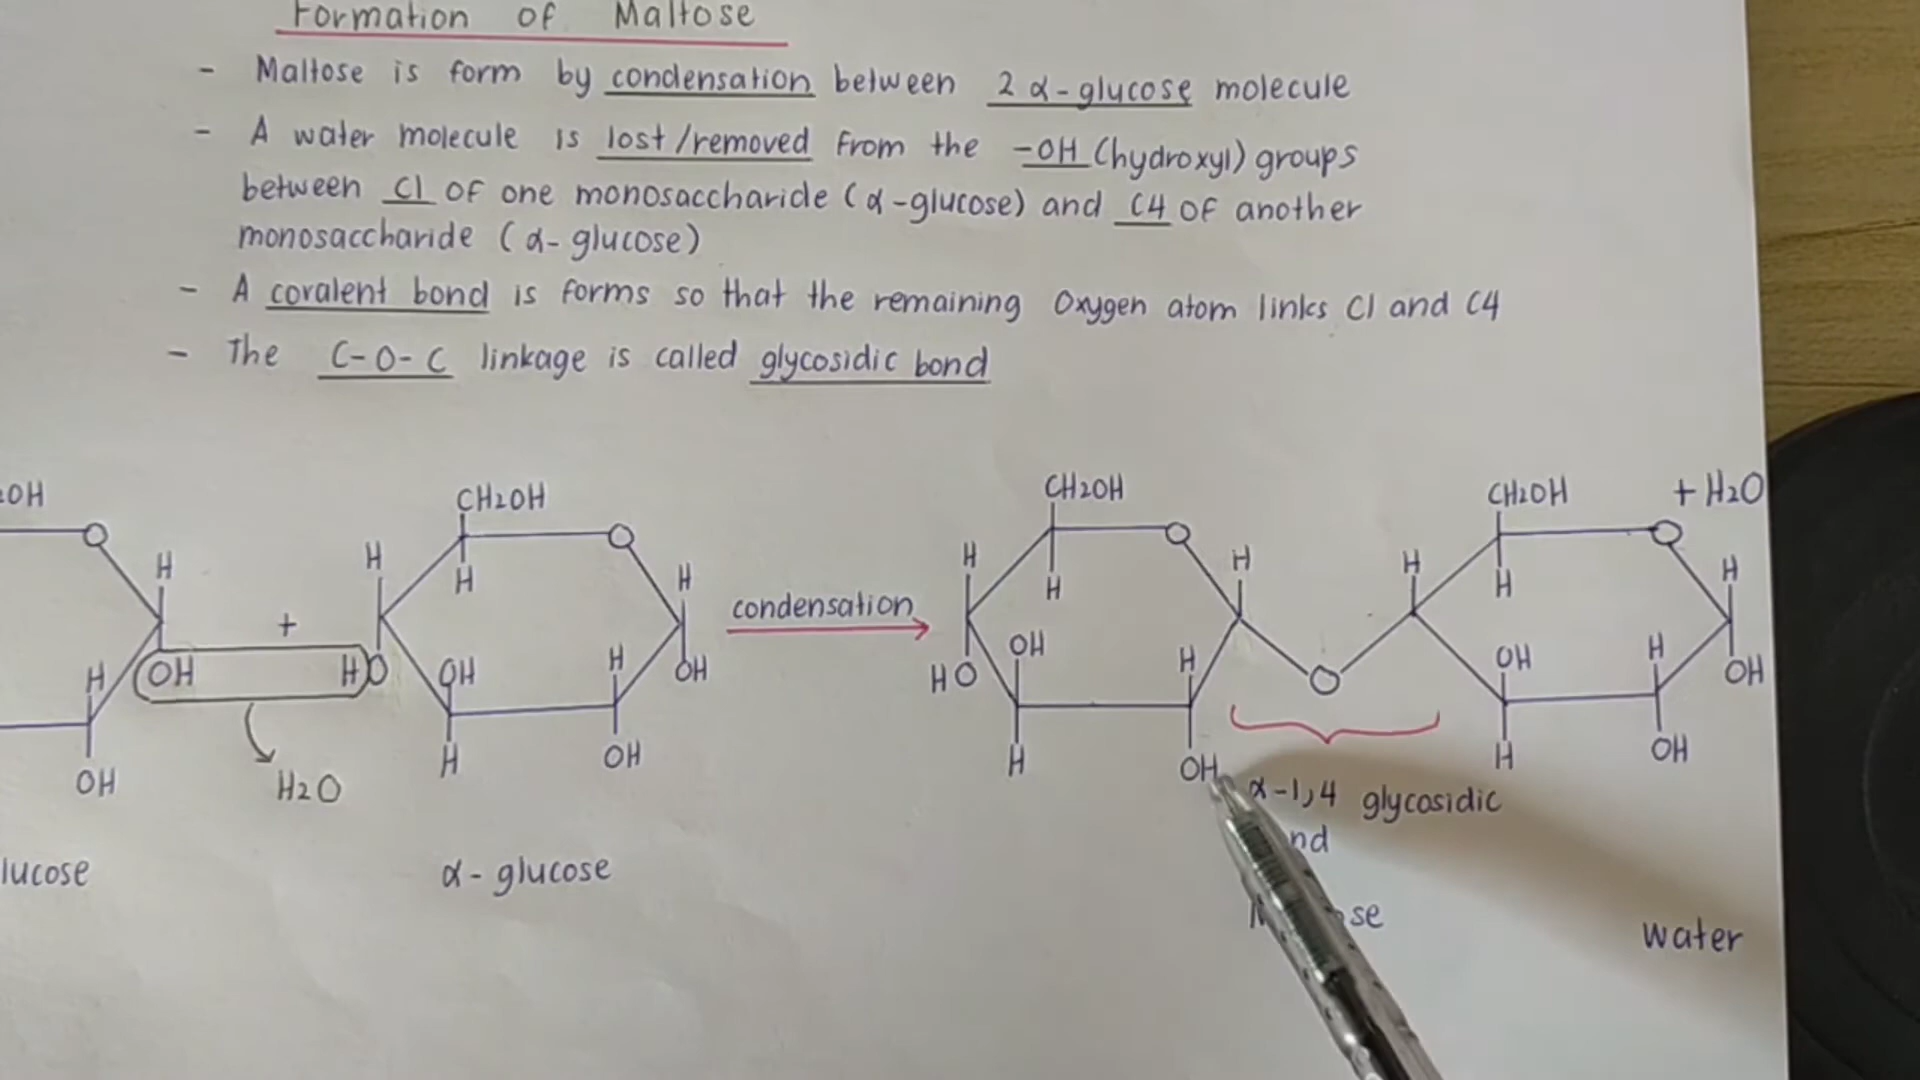 Formation of Maltose
- Maltose is form by condensation between 2 α-glucose molecule
- A water molecule is lost/removed from the -OH (hydroxyl) groups
between C1 of one monosaccharide (α-glucose) and C4 of another
monosaccharide (α-glucose)
- A covalent bond is forms so that the remaining Oxygen atom links C1 and C4
- The C-O-C linkage is called glycosidic bond
OH CH2OH CH2OH CH2OH + H2O
O O O O
H H H H H H H
H H H
+ condensation
OH HO OH H OH HO OH H O OH H OH
H
OH H2O H OH H OH H OH
α-1,4 glycosidic
α-glucose
water